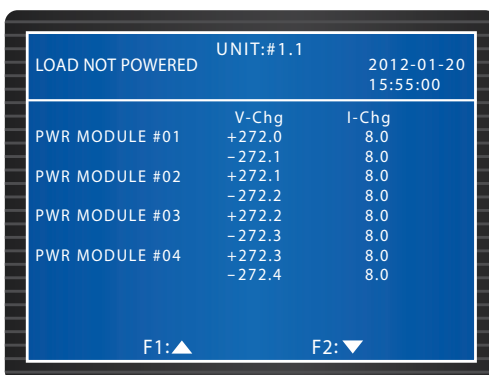 UNIT:#1.1
LOAD NOT POWERED 2012-01-20
15:55:00
V-Chg I-Chg
PWR MODULE #01 +272.0 8.0
–272.1 8.0
PWR MODULE #02 +272.1 8.0
–272.2 8.0
PWR MODULE #03 +272.2 8.0
–272.3 8.0
PWR MODULE #04 +272.3 8.0
–272.4 8.0
F1:▲ F2:▼